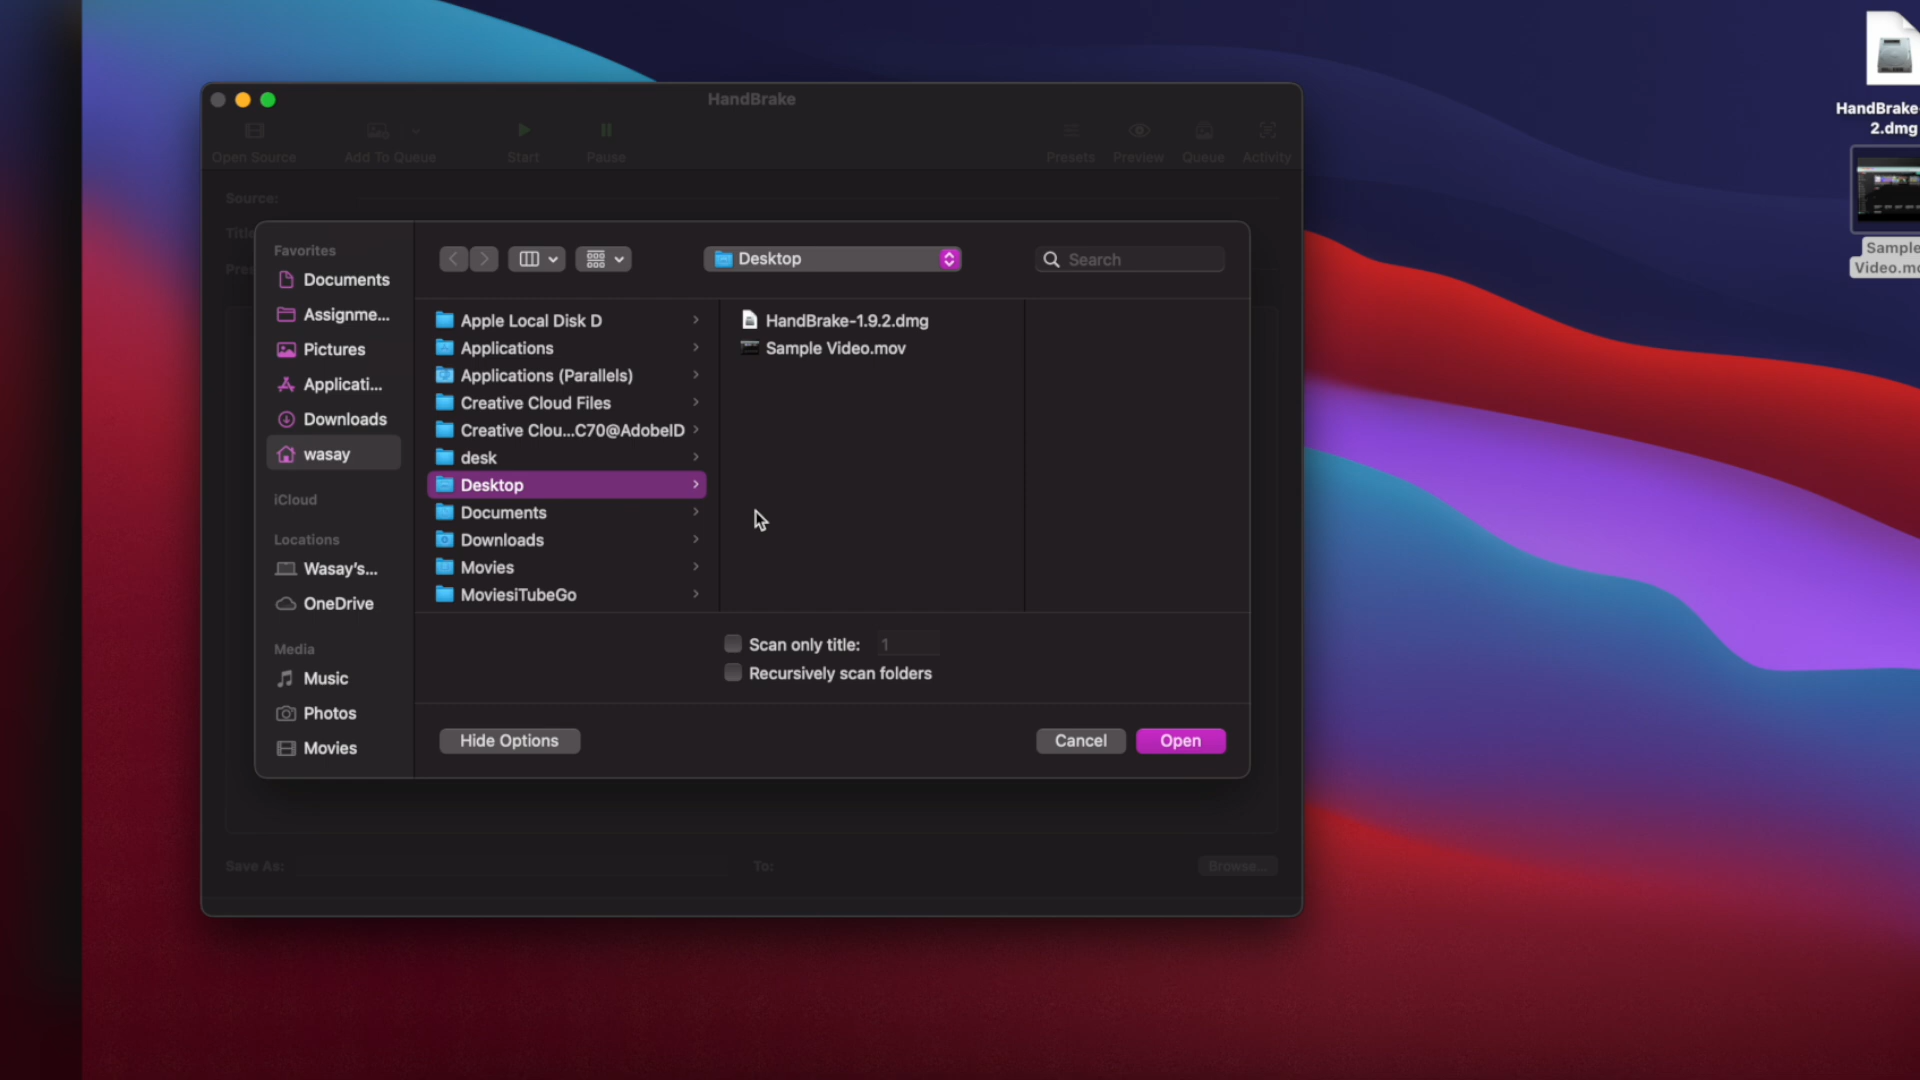 HandBrake
Open Source
Add To Queue
Start
Pause
Presets
Preview
Queue
Activity
Source:
Favorites
Documents
Assignme...
Pictures
Applicati...
Downloads
wasay
iCloud
Locations
Wasay's...
OneDrive
Media
Music
Photos
Movies
Desktop
Search
Apple Local Disk D
Applications
Applications (Parallels)
Creative Cloud Files
Creative Clou...C70@AdobeID
desk
Desktop
Documents
Downloads
Movies
MoviesiTubeGo
HandBrake-1.9.2.dmg
Sample Video.mov
Scan only title: 1
Recursively scan folders
Hide Options
Cancel
Open
Save As:
To:
Browse...
HandBrake-
2.dmg
Sample